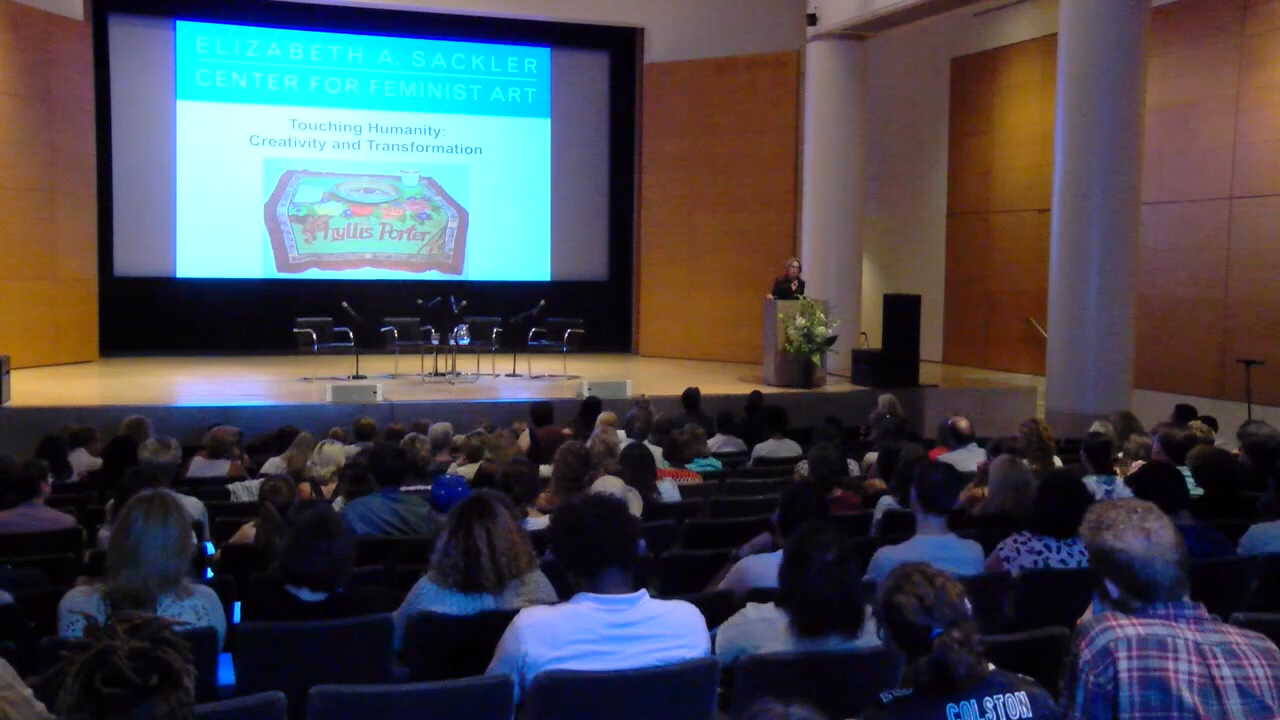 ELIZABETH A. SACKLER
CENTER FOR FEMINIST ART
Touching Humanity:
Creativity and Transformation
Phyllis Porter
COLSTON